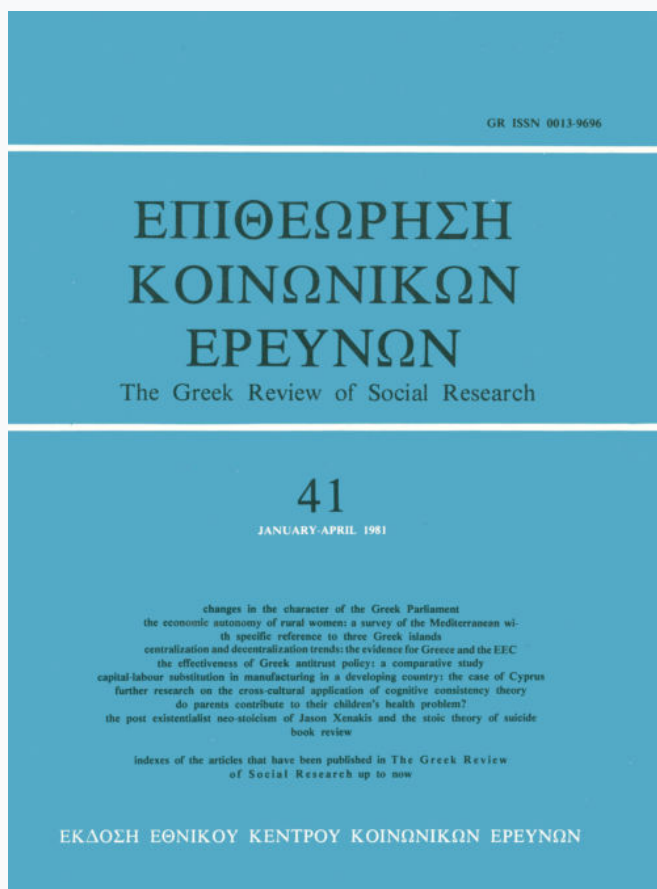 GR ISSN 0013-9696
ΕΠΙΘΕΩΡΗΣΗ
ΚΟΙΝΩΝΙΚΩΝ
ΕΡΕΥΝΩΝ
The Greek Review of Social Research
41
JANUARY-APRIL 1981
changes in the character of the Greek Parliament
the economic autonomy of rural women: a survey of the Mediterranean wi-
th specific reference to three Greek islands
centralization and decentralization trends: the evidence for Greece and the EEC
the effectiveness of Greek antitrust policy: a comparative study
capital-labour substitution in manufacturing in a developing country: the case of Cyprus
further research on the cross-cultural application of cognitive consistency theory
do parents contribute to their children's health problem?
the post existentialist neo-stoicism of Jason Xenakis and the stoic theory of suicide
book review
indexes of the articles that have been published in The Greek Review
of Social Research up to now
ΕΚΔΟΣΗ ΕΘΝΙΚΟΥ ΚΕΝΤΡΟΥ ΚΟΙΝΩΝΙΚΩΝ ΕΡΕΥΝΩΝ